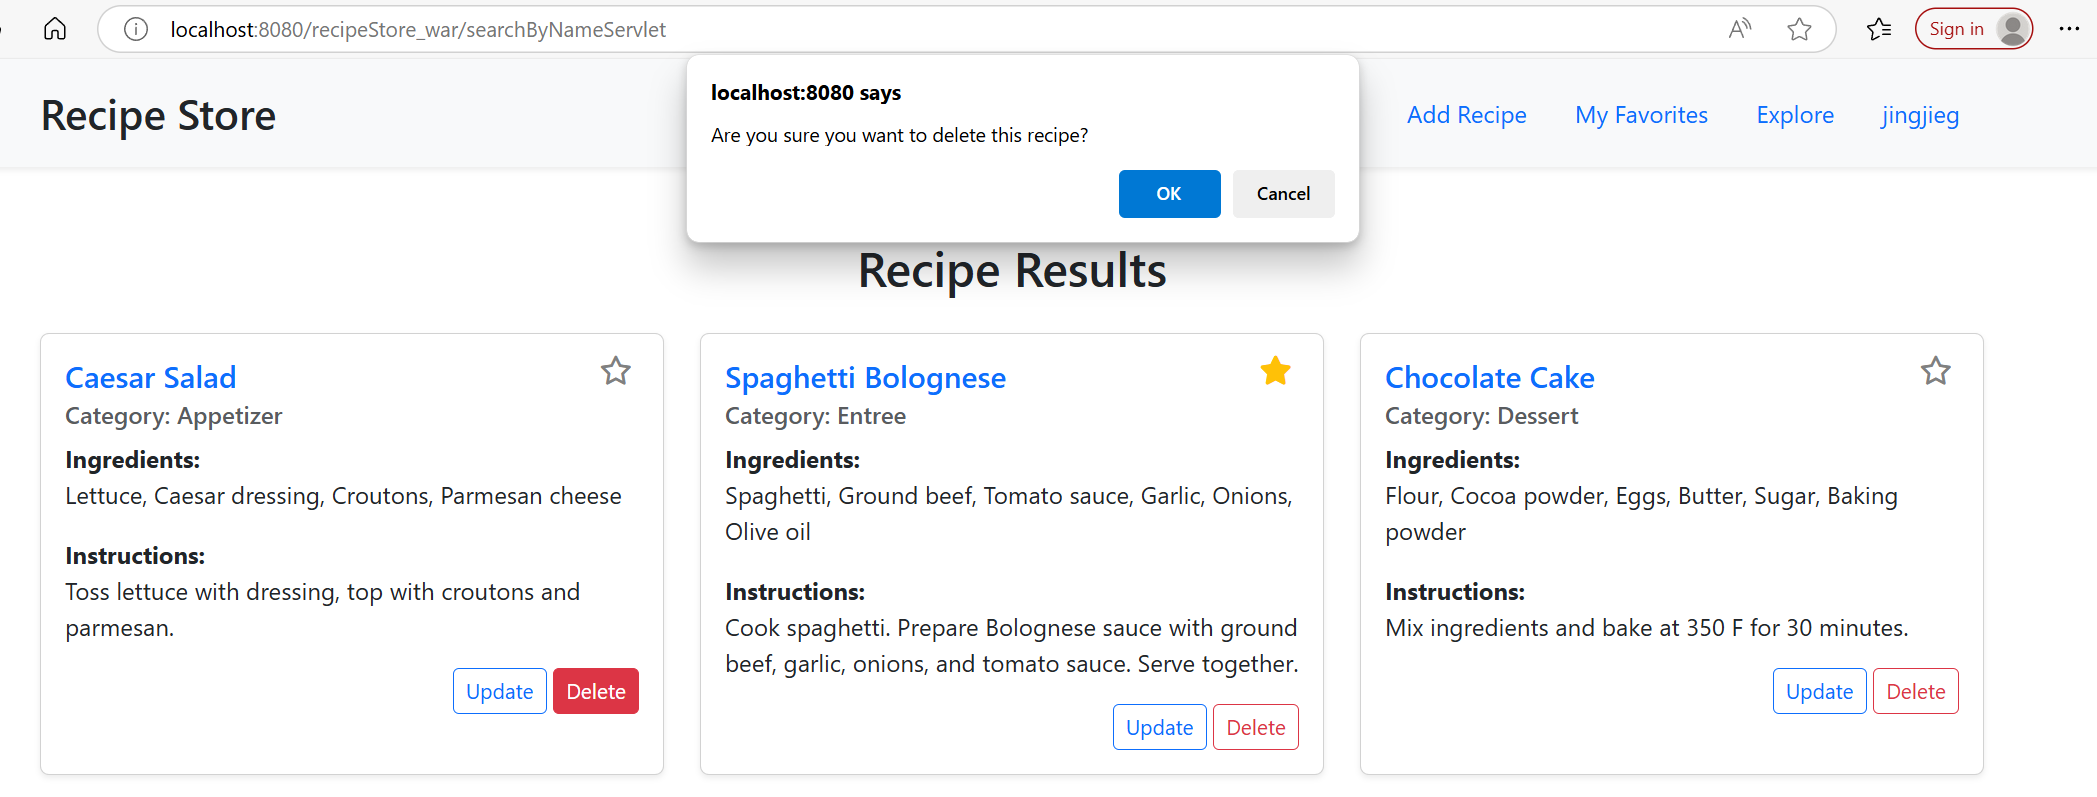 localhost:8080/recipeStore_war/searchByNameServlet
A
Sign in
localhost:8080 says
Are you sure you want to delete this recipe?
OK
Cancel
Recipe Store
Add Recipe
My Favorites
Explore
jingjieg
Recipe Results
Caesar Salad
Category: Appetizer
Ingredients:
Lettuce, Caesar dressing, Croutons, Parmesan cheese
Instructions:
Toss lettuce with dressing, top with croutons and
parmesan.
Update
Delete
Spaghetti Bolognese
Category: Entree
Ingredients:
Spaghetti, Ground beef, Tomato sauce, Garlic, Onions,
Olive oil
Instructions:
Cook spaghetti. Prepare Bolognese sauce with ground
beef, garlic, onions, and tomato sauce. Serve together.
Update
Delete
Chocolate Cake
Category: Dessert
Ingredients:
Flour, Cocoa powder, Eggs, Butter, Sugar, Baking
powder
Instructions:
Mix ingredients and bake at 350 F for 30 minutes.
Update
Delete